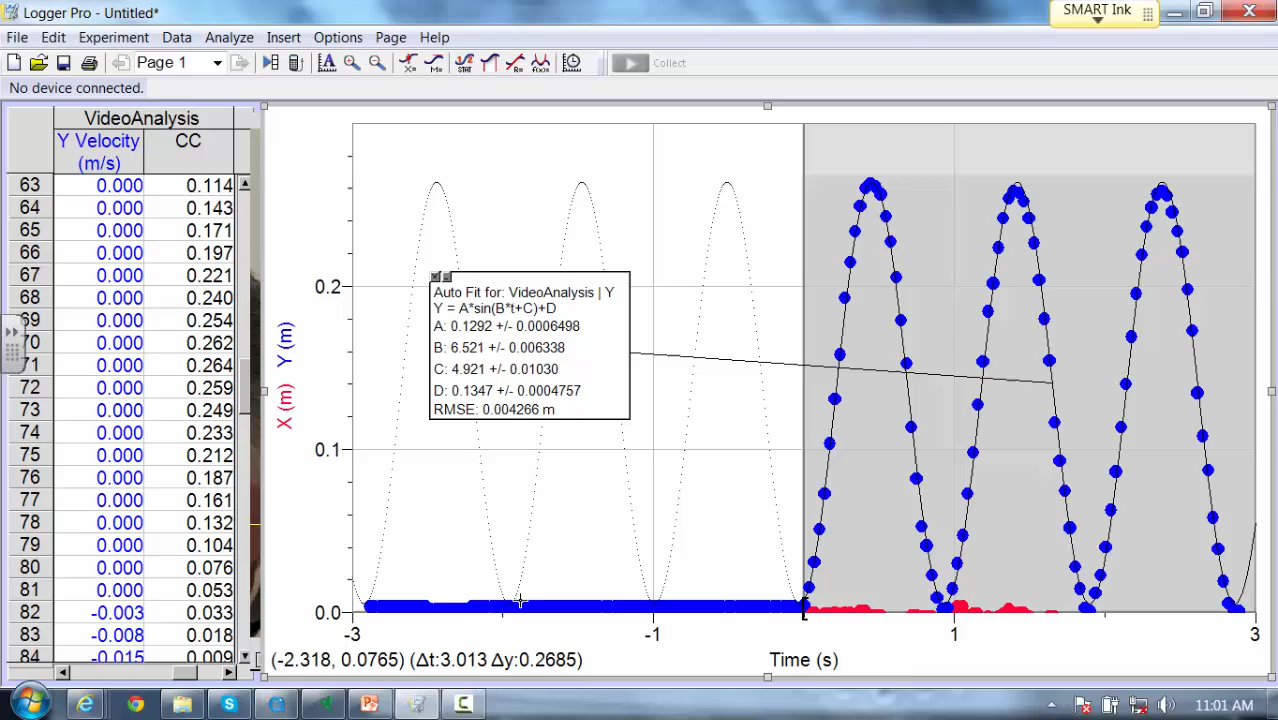 Logger Pro - Untitled*
SMART Ink
File Edit Experiment Data Analyze Insert Options Page Help
Page 1
Collect
No device connected.
VideoAnalysis
Y Velocity
(m/s)
CC
63 0.000 0.114
64 0.000 0.143
65 0.000 0.171
66 0.000 0.197
67 0.000 0.221
68 0.000 0.240
69 0.000 0.254
70 0.000 0.262
71 0.000 0.264
72 0.000 0.259
73 0.000 0.249
74 0.000 0.233
75 0.000 0.212
76 0.000 0.187
77 0.000 0.161
78 0.000 0.132
79 0.000 0.104
80 0.000 0.076
81 0.000 0.053
82 -0.003 0.033
83 -0.008 0.018
84 -0.015 0.009
X (m) Y (m)
0.2
0.1
0.0
Auto Fit for: VideoAnalysis | Y
Y = A*sin(B*t+C)+D
A: 0.1292 +/- 0.0006498
B: 6.521 +/- 0.006338
C: 4.921 +/- 0.01030
D: 0.1347 +/- 0.0004757
RMSE: 0.004266 m
-3 -1 1 3
(-2.318, 0.0765) (Δt:3.013 Δy:0.2685)
Time (s)
11:01 AM